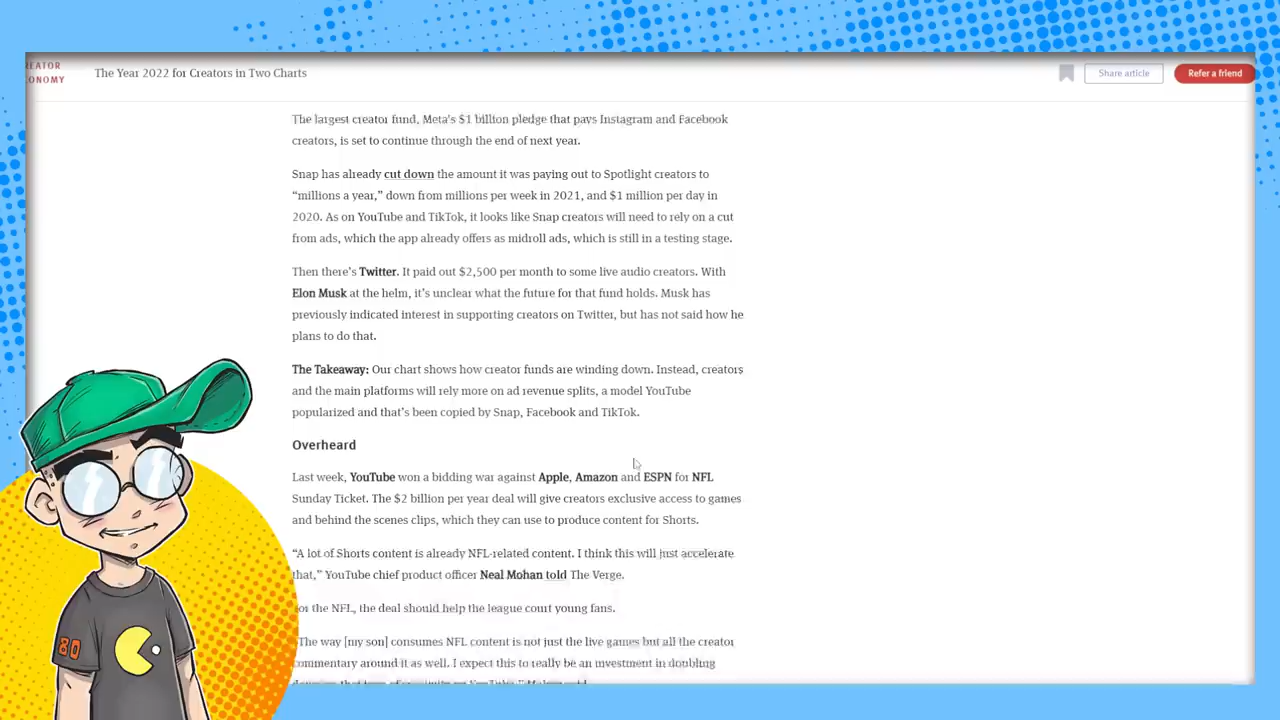 REATOR
ONOMY
The Year 2022 for Creators in Two Charts
Share article
Refer a friend
The largest creator fund, Meta's $1 billion pledge that pays Instagram and Facebook
creators, is set to continue through the end of next year.
Snap has already cut down the amount it was paying out to Spotlight creators to
“millions a year,” down from millions per week in 2021, and $1 million per day in
2020. As on YouTube and TikTok, it looks like Snap creators will need to rely on a cut
from ads, which the app already offers as midroll ads, which is still in a testing stage.
Then there’s Twitter. It paid out $2,500 per month to some live audio creators. With
Elon Musk at the helm, it’s unclear what the future for that fund holds. Musk has
previously indicated interest in supporting creators on Twitter, but has not said how he
plans to do that.
The Takeaway: Our chart shows how creator funds are winding down. Instead, creators
and the main platforms will rely more on ad revenue splits, a model YouTube
popularized and that’s been copied by Snap, Facebook and TikTok.
Overheard
Last week, YouTube won a bidding war against Apple, Amazon and ESPN for NFL
Sunday Ticket. The $2 billion per year deal will give creators exclusive access to games
and behind the scenes clips, which they can use to produce content for Shorts.
“A lot of Shorts content is already NFL-related content. I think this will just accelerate
that,” YouTube chief product officer Neal Mohan told The Verge.
or the NFL, the deal should help the league court young fans.
The way [my son] consumes NFL content is not just the live games but all the creator
commentary around it as well. I expect this to really be an investment in doubling
80